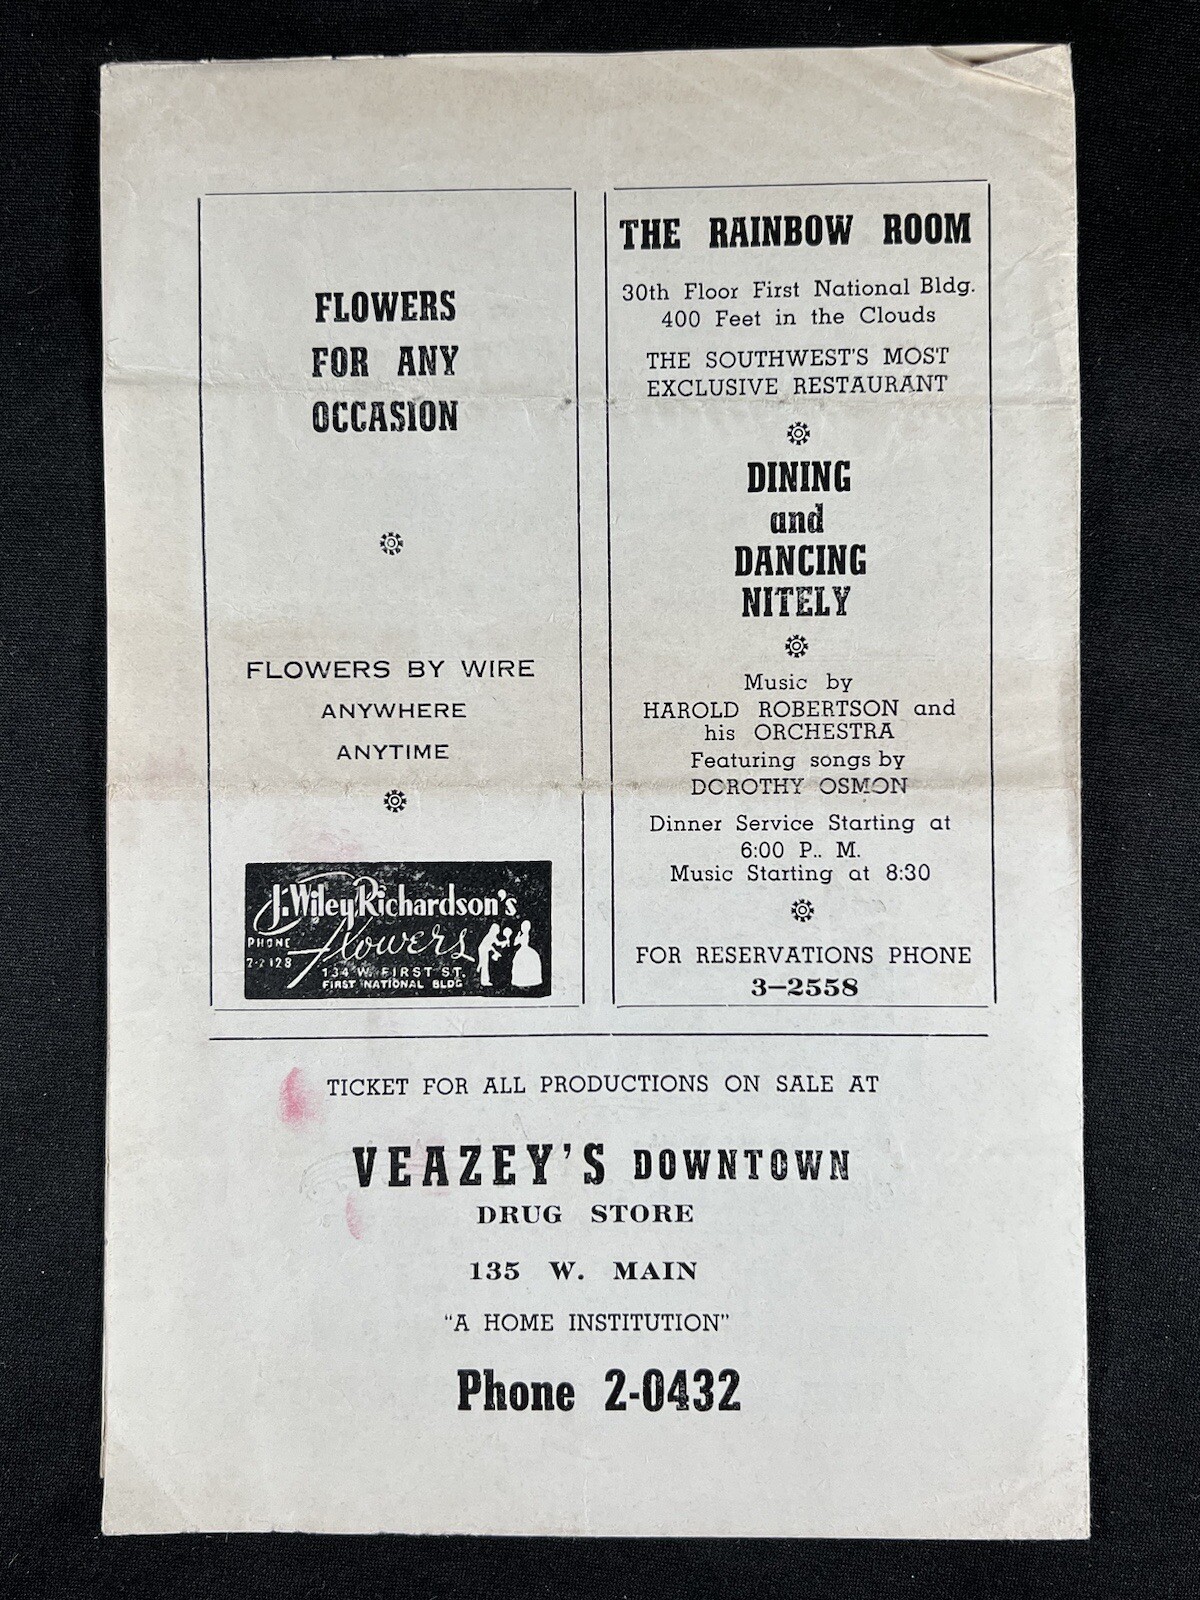 FLOWERS
FOR ANY
OCCASION
FLOWERS BY WIRE
ANYWHERE
ANYTIME
J. Wiley Richardson's
flowers
PHONE
7-2128
134 W. FIRST ST.
FIRST NATIONAL BLDG
THE RAINBOW ROOM
30th Floor First National Bldg.
400 Feet in the Clouds
THE SOUTHWEST'S MOST
EXCLUSIVE RESTAURANT
DINING
and
DANCING
NITELY
Music by
HAROLD ROBERTSON and
his ORCHESTRA
Featuring songs by
DOROTHY OSMON
Dinner Service Starting at
6:00 P.. M.
Music Starting at 8:30
FOR RESERVATIONS PHONE
3—2558
TICKET FOR ALL PRODUCTIONS ON SALE AT
VEAZEY'S DOWNTOWN
DRUG STORE
135 W. MAIN
"A HOME INSTITUTION"
Phone 2-0432